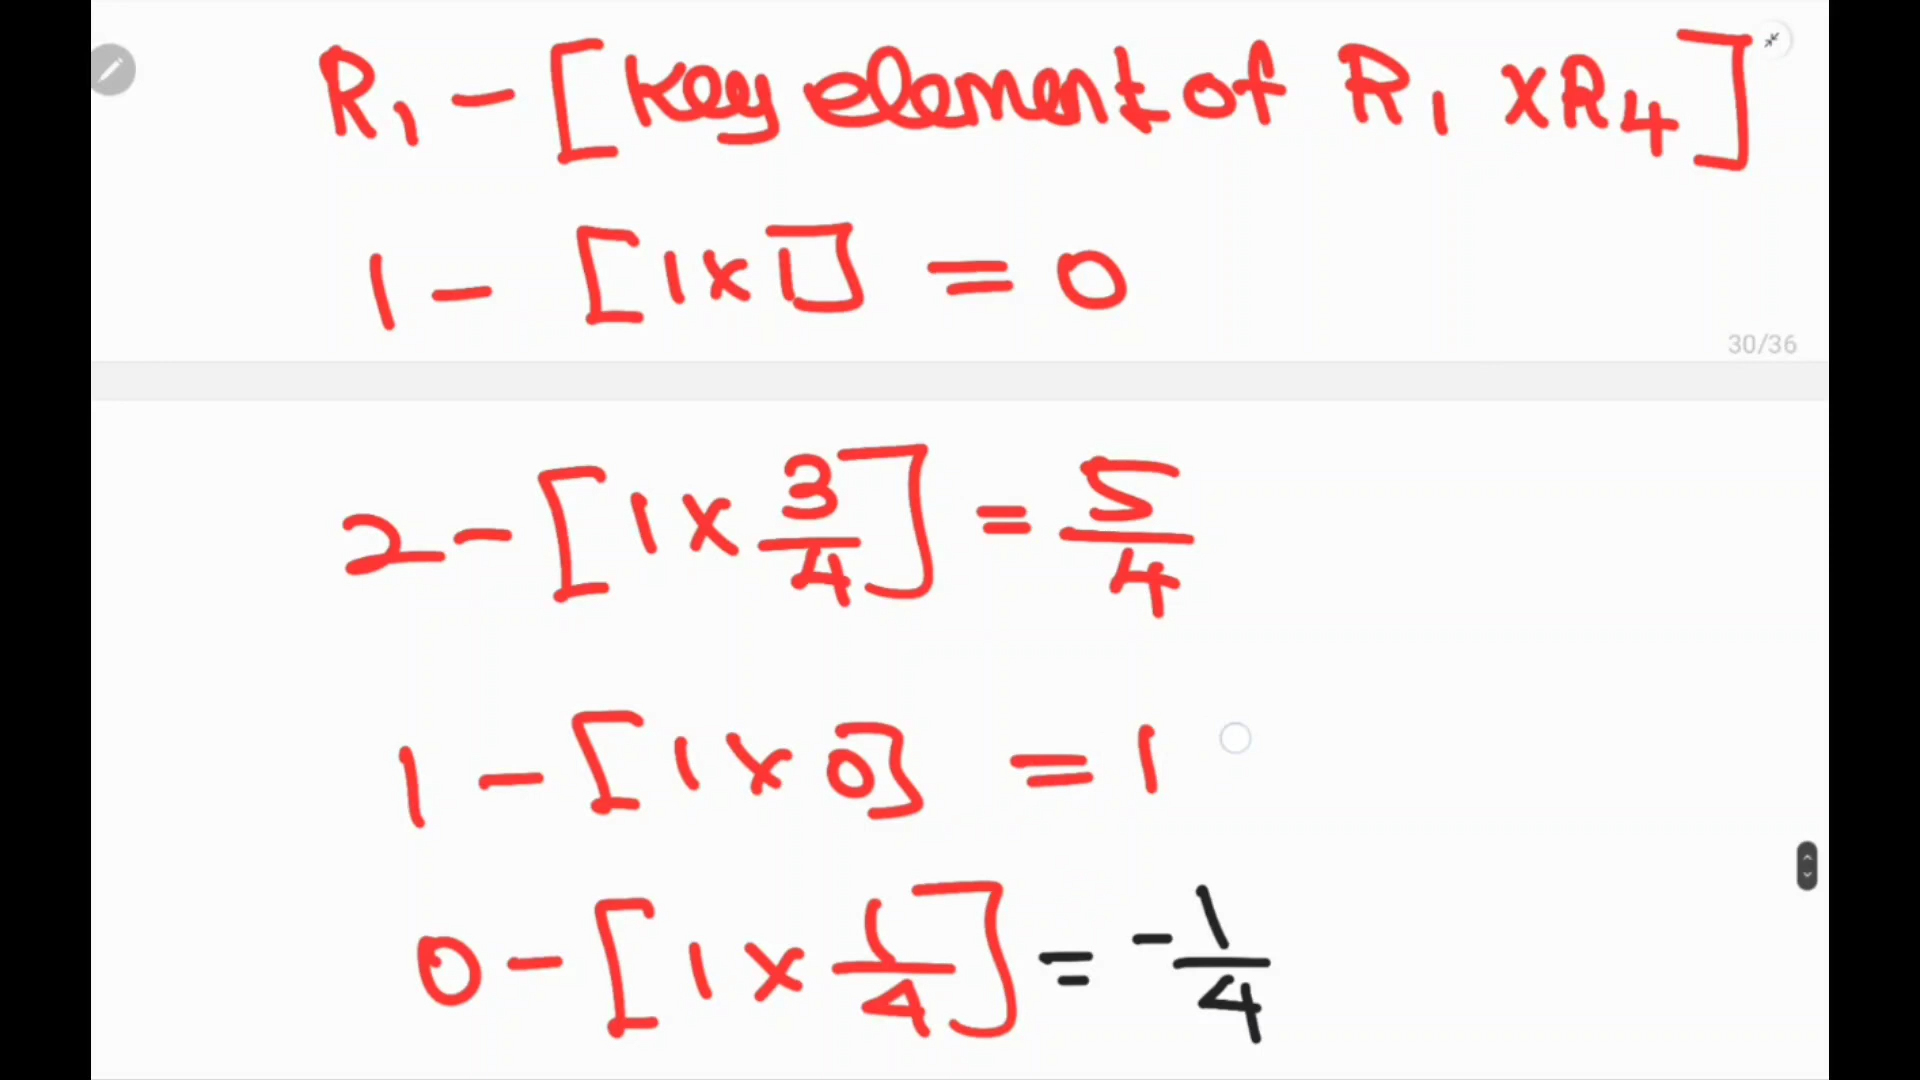 R₁ - [Key element of R₁ × R₄]
1 - [1×1] = 0
30/36
2 - [1 × 3/4] = 5/4
1 - [1 × 0] = 1
0 - [1 × 1/4] = -1/4